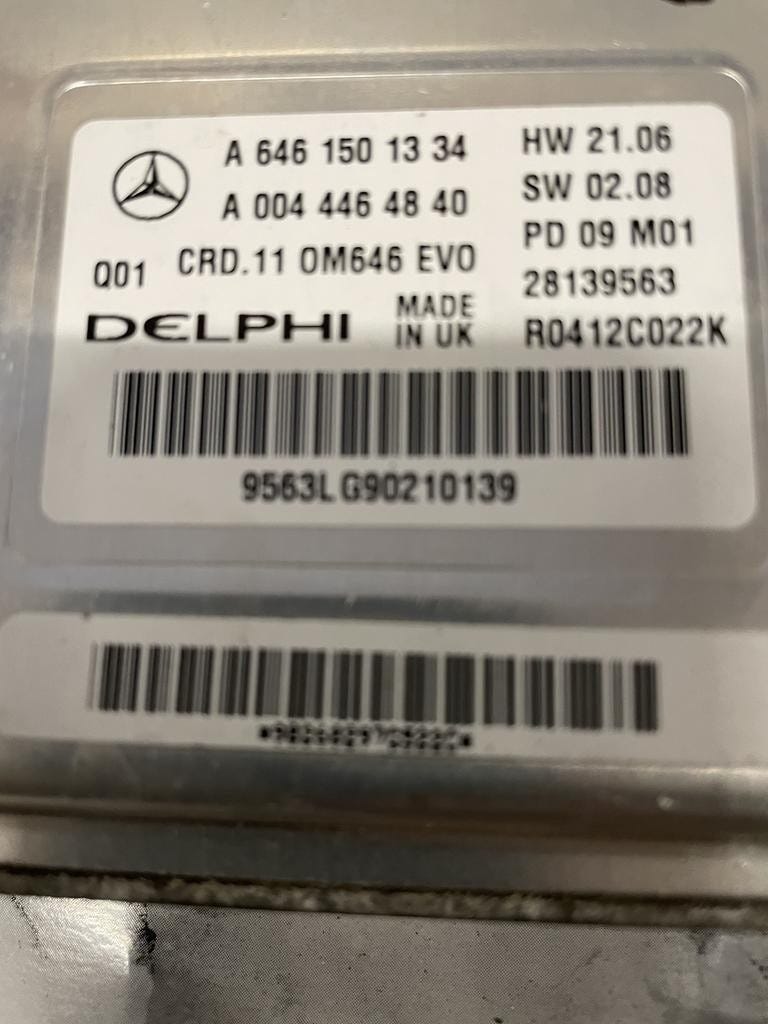 A 646 150 13 34 HW 21.06
A 004 446 48 40 SW 02.08
PD 09 M01
Q01 CRD.11 OM646 EVO 28139563
DELPHI MADE IN UK R0412C022K
9563LG90210139